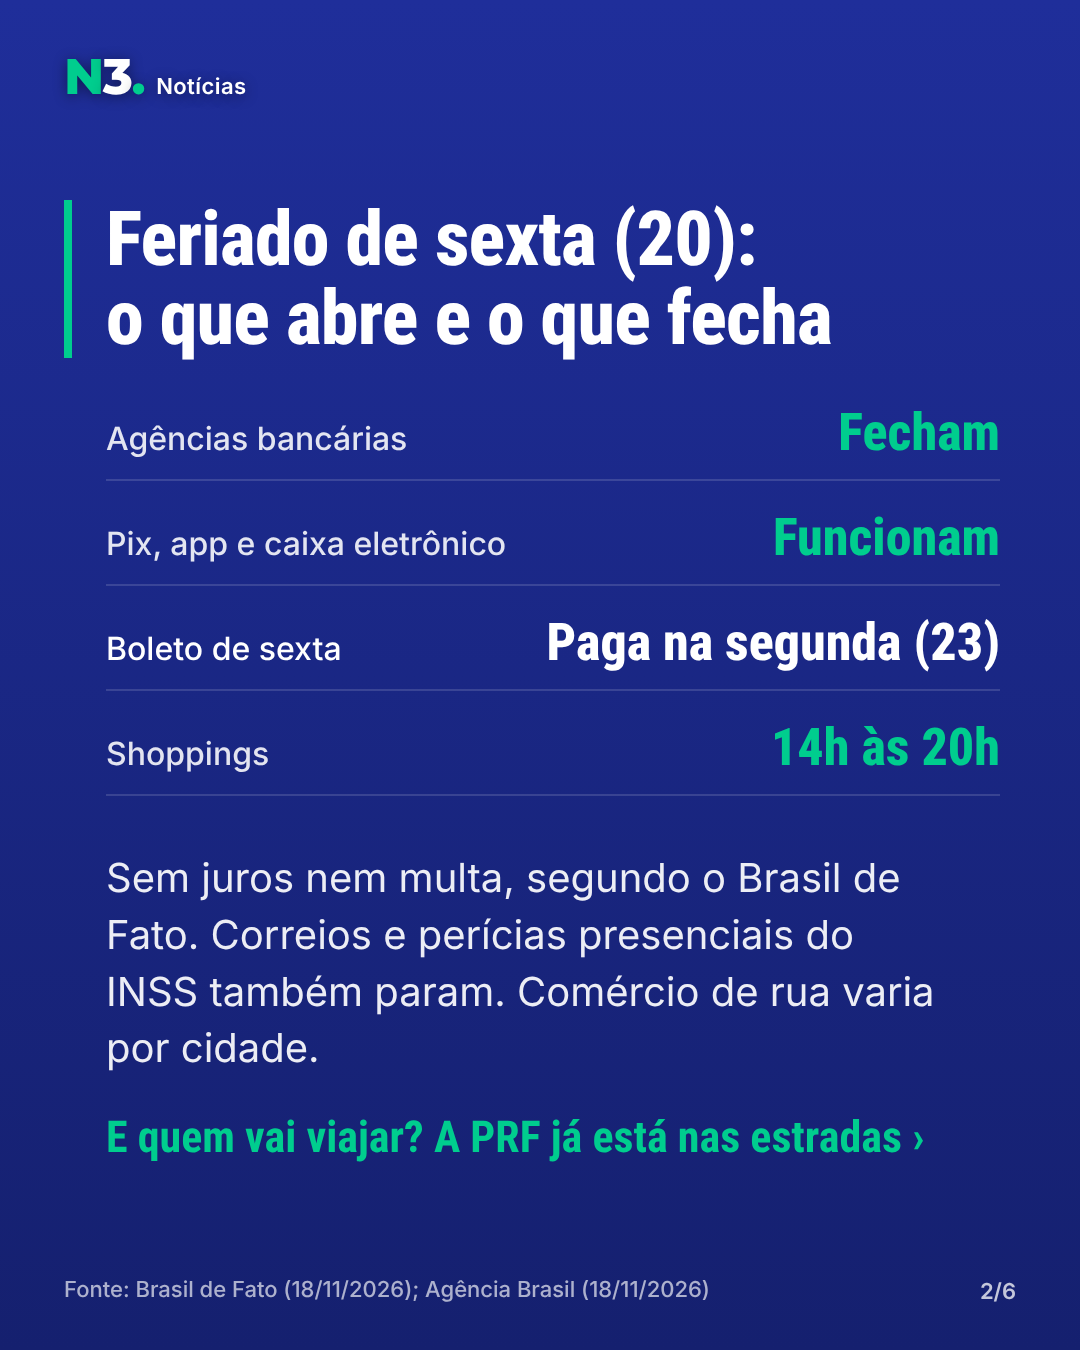 N3. Notícias
Feriado de sexta (20):
o que abre e o que fecha
Agências bancárias Fecham
Pix, app e caixa eletrônico Funcionam
Boleto de sexta Paga na segunda (23)
Shoppings 14h às 20h
Sem juros nem multa, segundo o Brasil de
Fato. Correios e perícias presenciais do
INSS também param. Comércio de rua varia
por cidade.
E quem vai viajar? A PRF já está nas estradas ›
Fonte: Brasil de Fato (18/11/2026); Agência Brasil (18/11/2026) 2/6